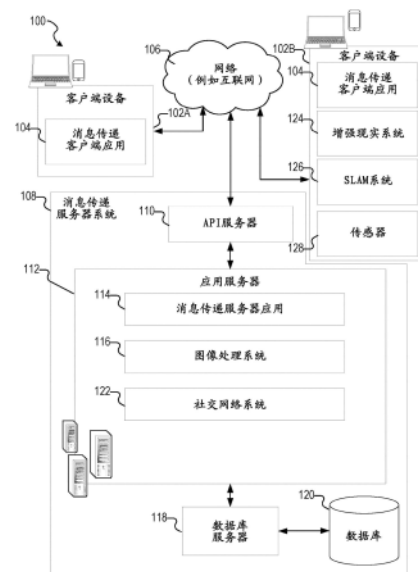 100
102A
104
客户端设备
消息传递
客户端应用
106
网络
(例如互联网)
102B
客户端设备
104
消息传递
客户端应用
124
增强现实系统
126
SLAM系统
128
传感器
108
消息传递
服务器系统
110
API服务器
112
应用服务器
114
消息传递服务器应用
116
图像处理系统
122
社交网络系统
118
数据库
服务器
120
数据库